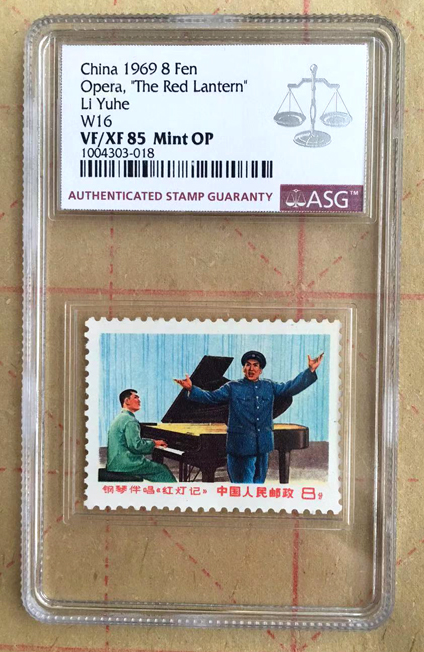 China 1969 8 Fen
Opera, "The Red Lantern"
Li Yuhe
W16
VF/XF 85 Mint OP
1004303-018
AUTHENTICATED STAMP GUARANTY
ASG™
钢琴伴唱《红灯记》 中国人民邮政 8分